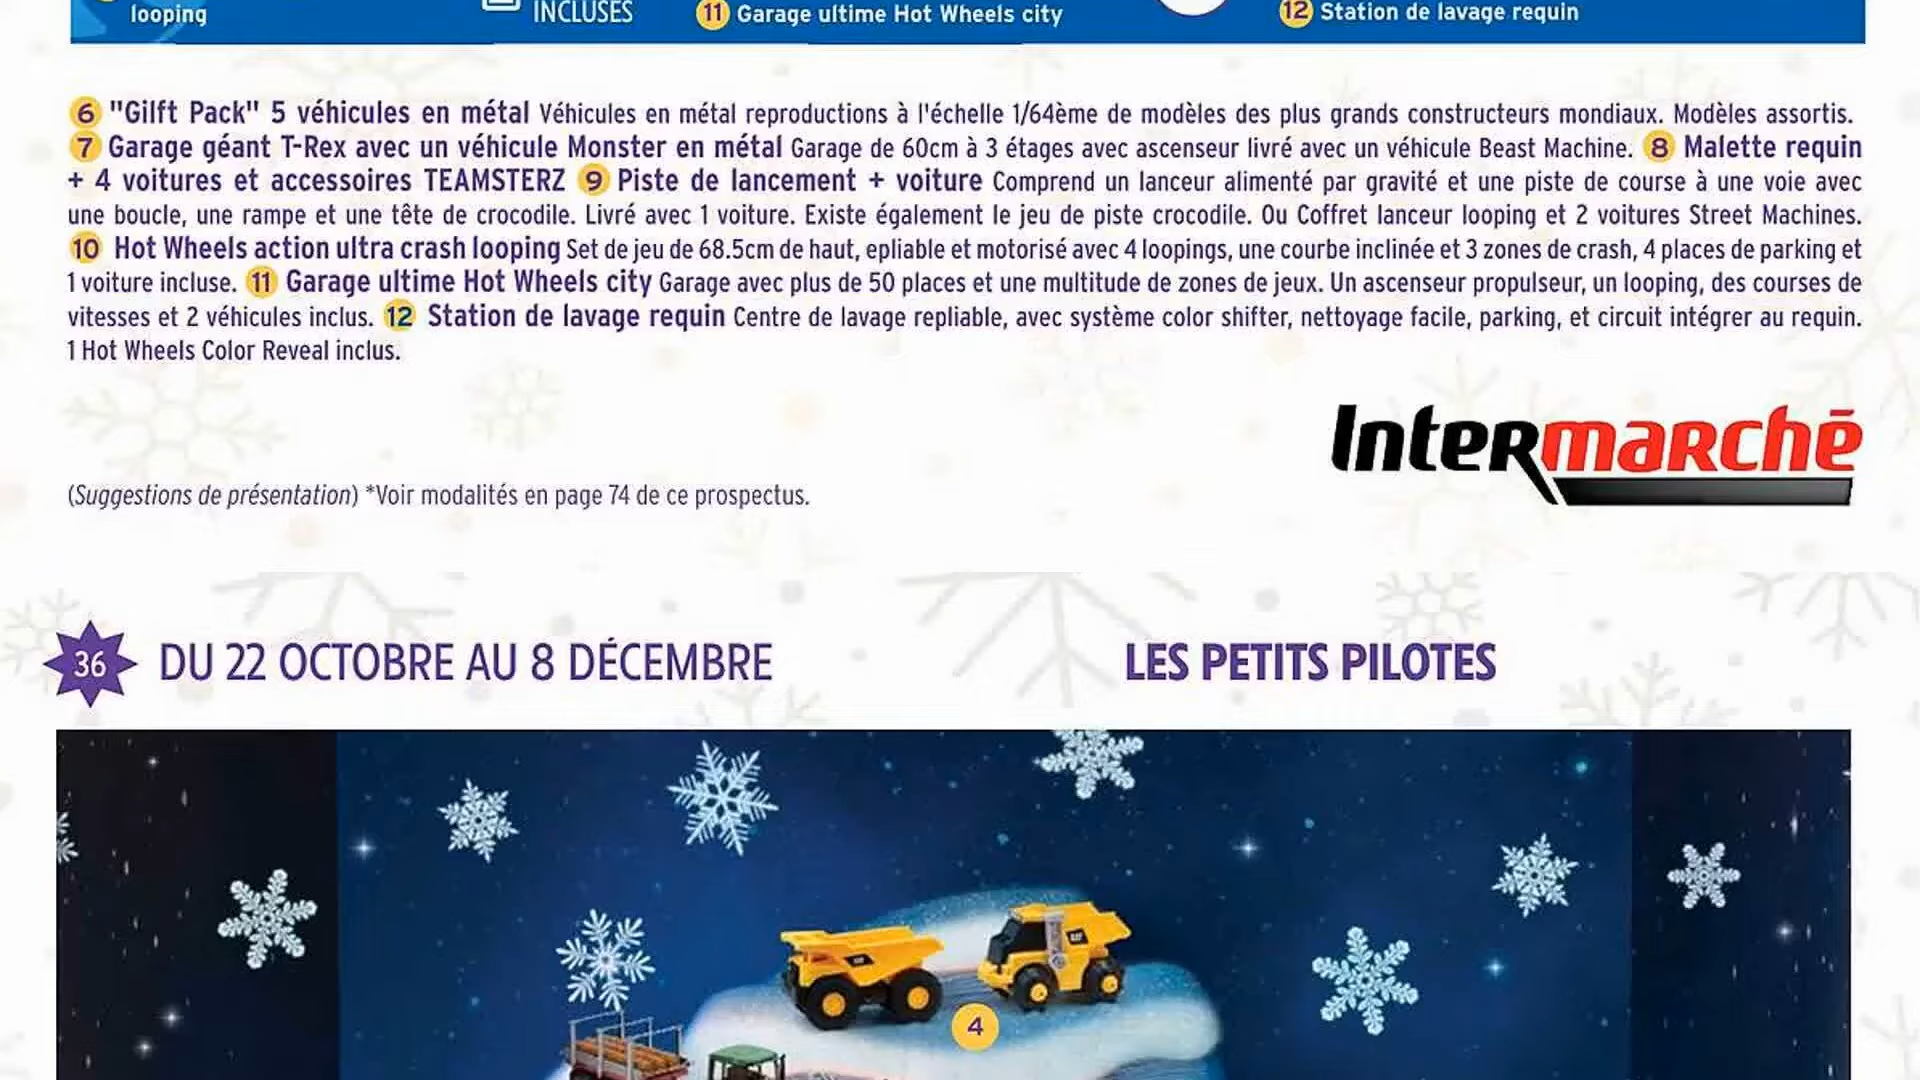 looping
INCLUSES
11 Garage ultime Hot Wheels city
12 Station de lavage requin
6 "Gilft Pack" 5 véhicules en métal Véhicules en métal reproductions à l'échelle 1/64ème de modèles des plus grands constructeurs mondiaux. Modèles assortis.
7 Garage géant T-Rex avec un véhicule Monster en métal Garage de 60cm à 3 étages avec ascenseur livré avec un véhicule Beast Machine. 8 Malette requin
+ 4 voitures et accessoires TEAMSTERZ 9 Piste de lancement + voiture Comprend un lanceur alimenté par gravité et une piste de course à une voie avec
une boucle, une rampe et une tête de crocodile. Livré avec 1 voiture. Existe également le jeu de piste crocodile. Ou Coffret lanceur looping et 2 voitures Street Machines.
10 Hot Wheels action ultra crash looping Set de jeu de 68.5cm de haut, epliable et motorisé avec 4 loopings, une courbe inclinée et 3 zones de crash, 4 places de parking et
1 voiture incluse. 11 Garage ultime Hot Wheels city Garage avec plus de 50 places et une multitude de zones de jeux. Un ascenseur propulseur, un looping, des courses de
vitesses et 2 véhicules inclus. 12 Station de lavage requin Centre de lavage repliable, avec système color shifter, nettoyage facile, parking, et circuit intégrer au requin.
1 Hot Wheels Color Reveal inclus.
Intermarchē
(Suggestions de présentation) *Voir modalités en page 74 de ce prospectus.
36 DU 22 OCTOBRE AU 8 DÉCEMBRE
LES PETITS PILOTES
CAT
CAT
4